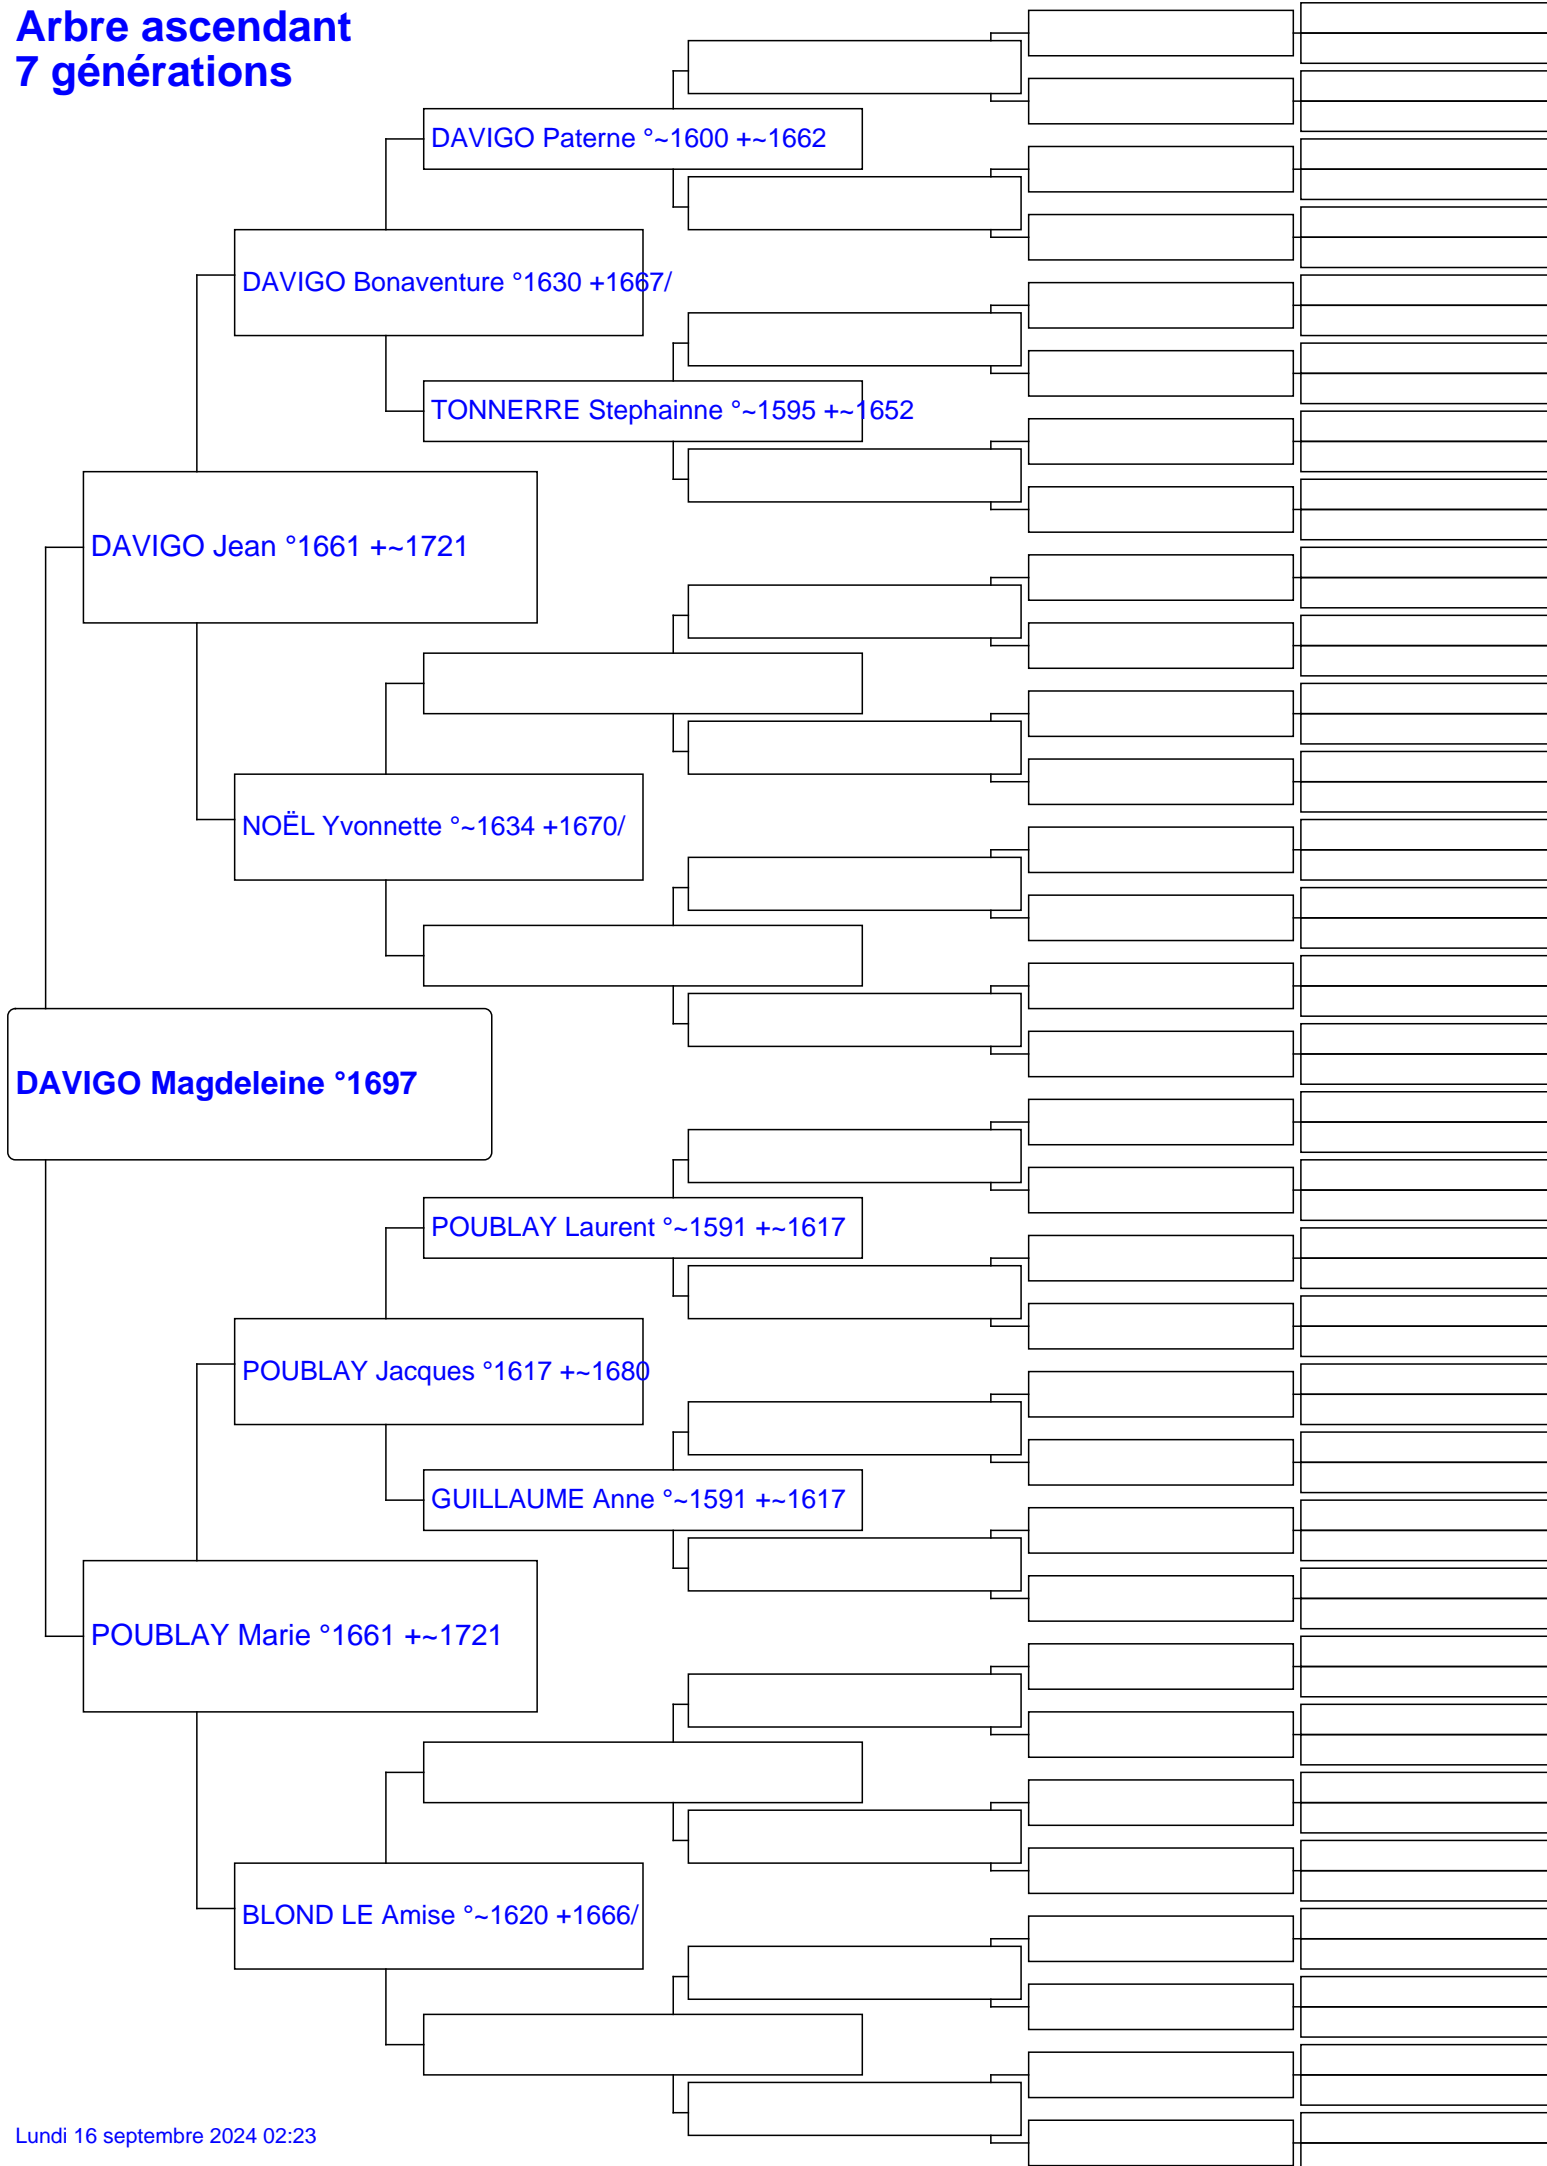 Arbre ascendant
7 générations
DAVIGO Paterne °~1600 +~1662
DAVIGO Bonaventure °1630 +1667/
TONNERRE Stephainne °~1595 +~1652
DAVIGO Jean °1661 +~1721
NOËL Yvonnette °~1634 +1670/
DAVIGO Magdeleine °1697
POUBLAY Laurent °~1591 +~1617
POUBLAY Jacques °1617 +~1680
GUILLAUME Anne °~1591 +~1617
POUBLAY Marie °1661 +~1721
BLOND LE Amise °~1620 +1666/
Lundi 16 septembre 2024 02:23